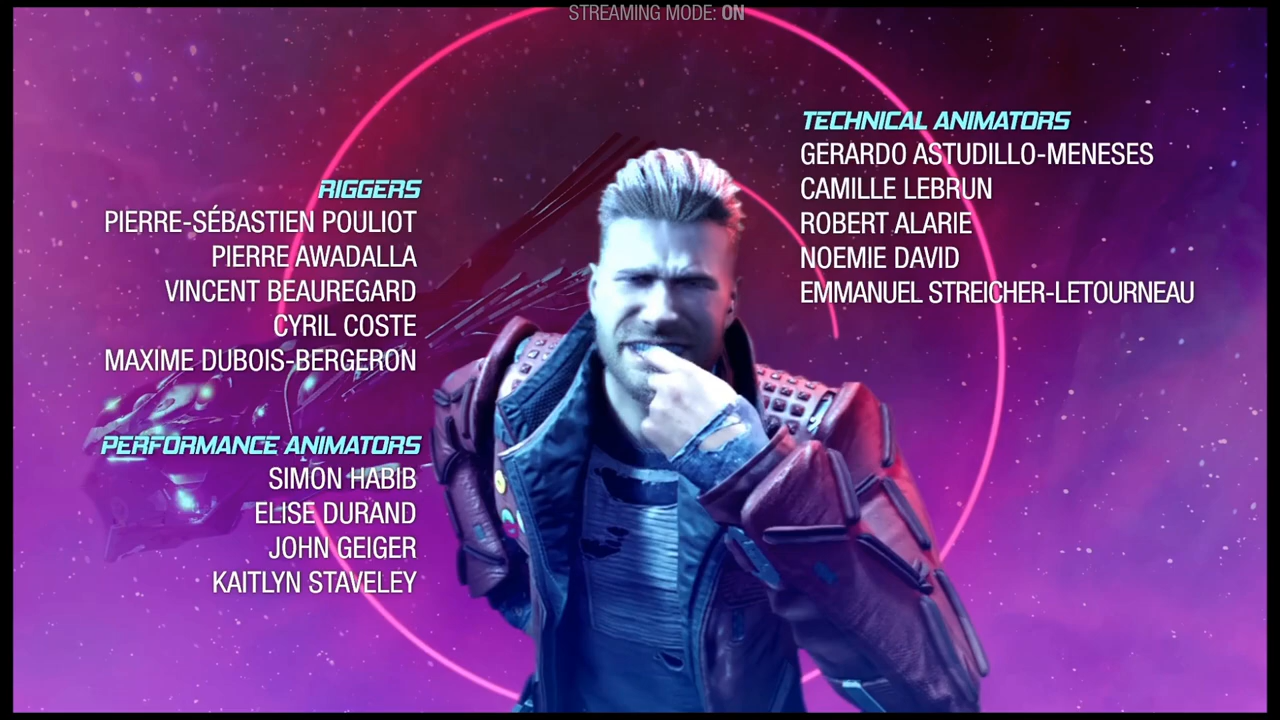 STREAMING MODE: ON
RIGGERS
PIERRE-SÉBASTIEN POULIOT
PIERRE AWADALLA
VINCENT BEAUREGARD
CYRIL COSTE
MAXIME DUBOIS-BERGERON
PERFORMANCE ANIMATORS
SIMON HABIB
ELISE DURAND
JOHN GEIGER
KAITLYN STAVELEY
TECHNICAL ANIMATORS
GERARDO ASTUDILLO-MENESES
CAMILLE LEBRUN
ROBERT ALARIE
NOEMIE DAVID
EMMANUEL STREICHER-LETOURNEAU